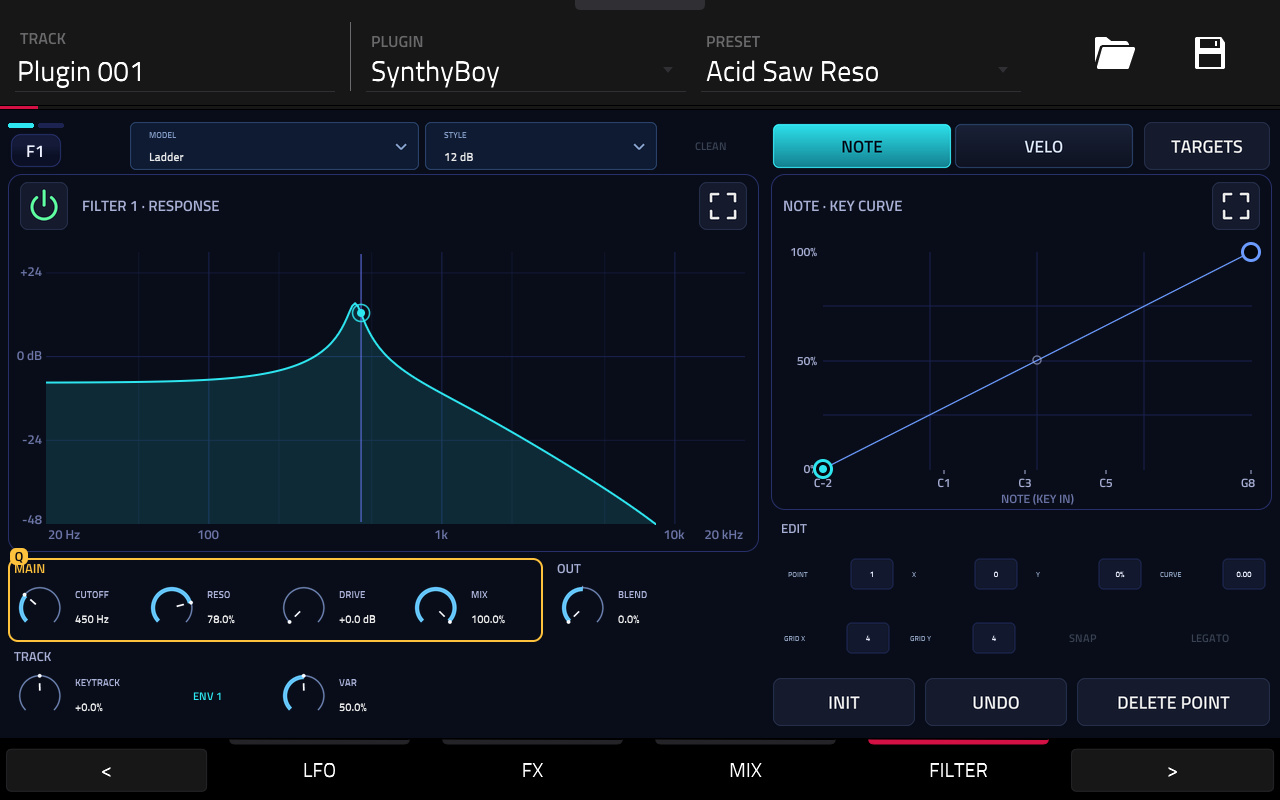 TRACK
Plugin 001
PLUGIN
SynthyBoy
PRESET
Acid Saw Reso
F1
MODEL
Ladder
STYLE
12 dB
CLEAN
NOTE
VELO
TARGETS
FILTER 1 · RESPONSE
+24
0 dB
-24
-48
20 Hz
100
1k
10k
20 kHz
NOTE · KEY CURVE
100%
50%
0%
C-2
C1
C3
C5
G8
NOTE (KEY IN)
Q
MAIN
CUTOFF
450 Hz
RESO
78.0%
DRIVE
+0.0 dB
MIX
100.0%
OUT
BLEND
0.0%
TRACK
KEYTRACK
+0.0%
ENV 1
VAR
50.0%
EDIT
POINT
1
X
0
Y
0%
CURVE
0.00
GRID X
4
GRID Y
4
SNAP
LEGATO
INIT
UNDO
DELETE POINT
<
LFO
FX
MIX
FILTER
>